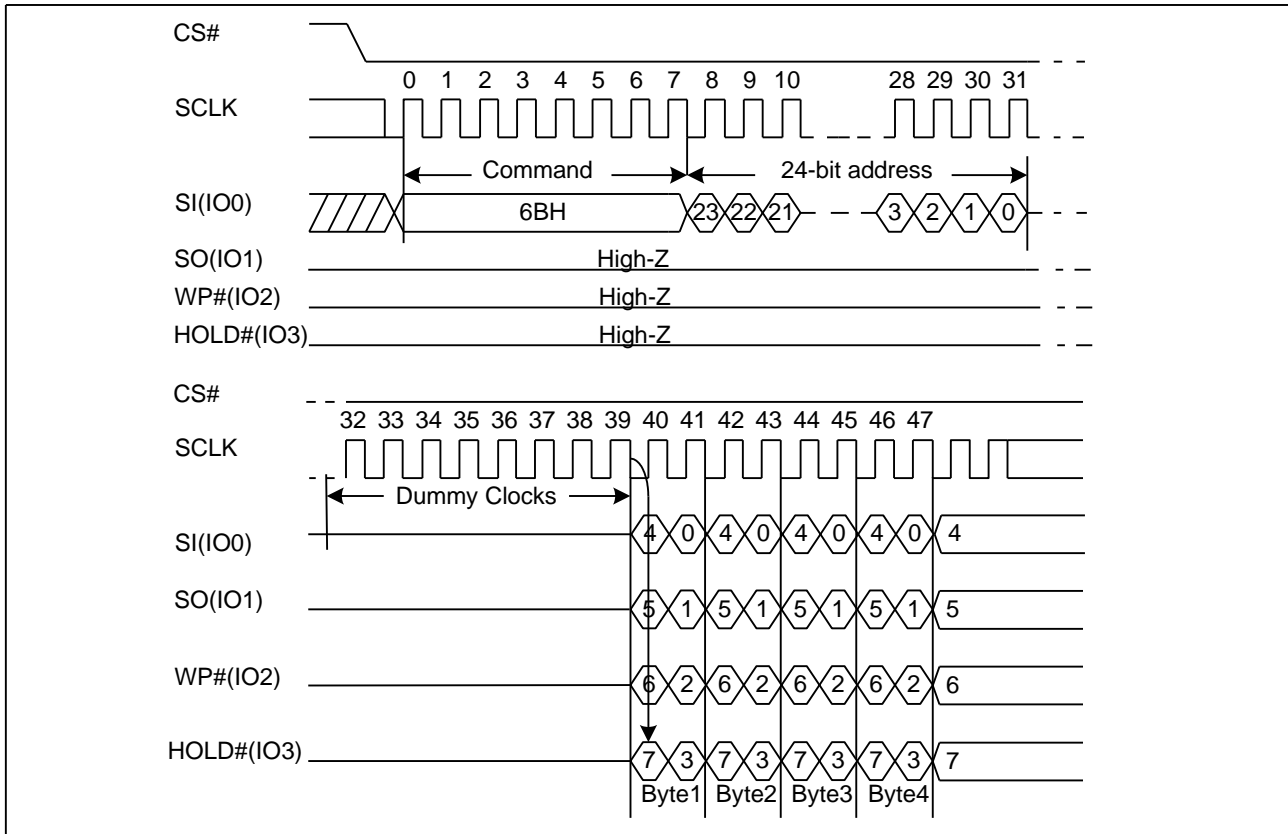 CS#
0 1 2 3 4 5 6 7 8 9 10 28 29 30 31
SCLK
Command 24-bit address
SI(IO0) 6BH 23 22 21 3 2 1 0
SO(IO1) High-Z
WP#(IO2) High-Z
HOLD#(IO3) High-Z
CS#
32 33 34 35 36 37 38 39 40 41 42 43 44 45 46 47
SCLK
Dummy Clocks
SI(IO0) 4 0 4 0 4 0 4 0 4
SO(IO1) 5 1 5 1 5 1 5 1 5
WP#(IO2) 6 2 6 2 6 2 6 2 6
HOLD#(IO3) 7 3 7 3 7 3 7 3 7
Byte1 Byte2 Byte3 Byte4